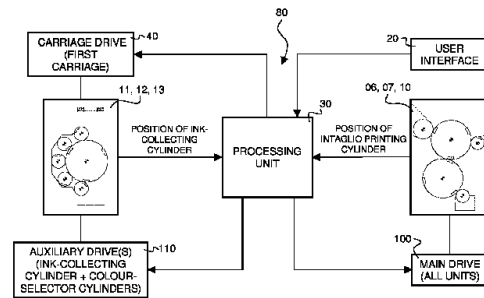 80
40
CARRIAGE DRIVE
(FIRST
CARRIAGE)
20
USER
INTERFACE
11, 12, 13
30
06, 07, 10
POSITION OF INK-
COLLECTING
CYLINDER
PROCESSING
UNIT
POSITION OF
INTAGLIO PRINTING
CYLINDER
110
AUXILIARY DRIVE(S)
(INK-COLLECTING
CYLINDER + COLOUR-
SELECTOR CYLINDERS)
100
MAIN DRIVE
(ALL UNITS)